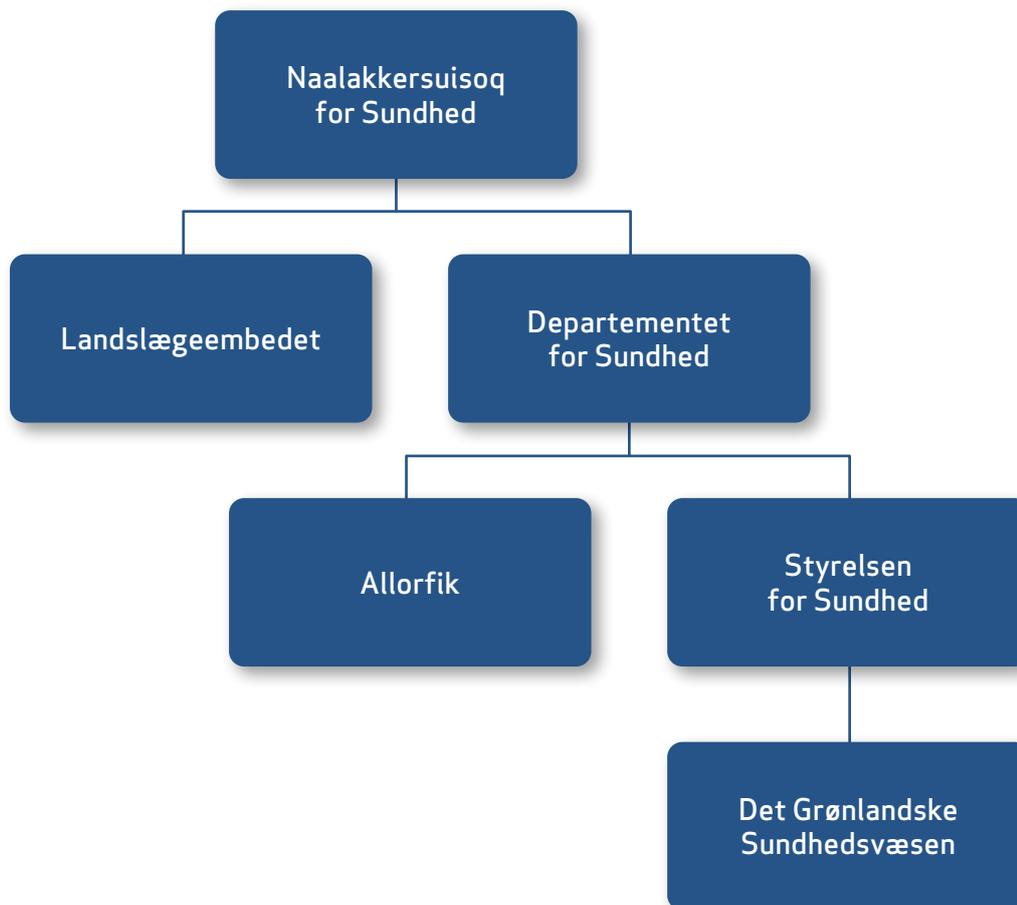 Naalakkersuisoq
for Sundhed
Landslægeembedet
Departementet
for Sundhed
Allorfik
Styrelsen
for Sundhed
Det Grønlandske
Sundhedsvæsen